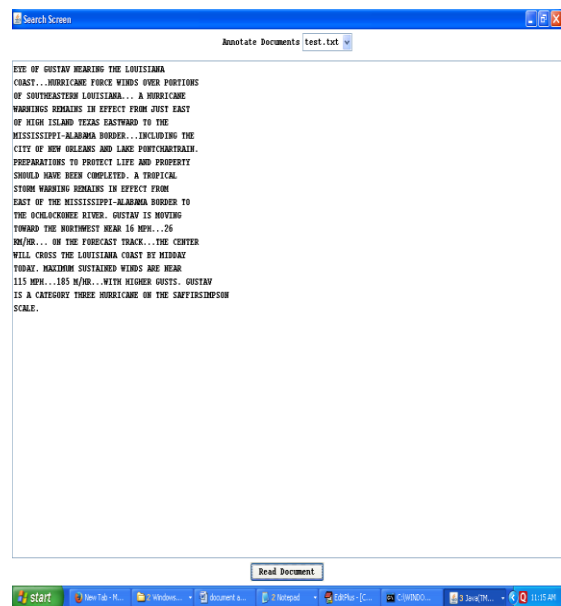 Search Screen
Annotate Documents test.txt
EYE OF GUSTAV NEARING THE LOUISIANA
COAST...HURRICANE FORCE WINDS OVER PORTIONS
OF SOUTHEASTERN LOUISIANA... A HURRICANE
WARNINGS REMAINS IN EFFECT FROM JUST EAST
OF HIGH ISLAND TEXAS EASTWARD TO THE
MISSISSIPPI-ALABAMA BORDER...INCLUDING THE
CITY OF NEW ORLEANS AND LAKE PONTCHARTRAIN.
PREPARATIONS TO PROTECT LIFE AND PROPERTY
SHOULD HAVE BEEN COMPLETED. A TROPICAL
STORM WARNING REMAINS IN EFFECT FROM
EAST OF THE MISSISSIPPI-ALABAMA BORDER TO
THE OCHLOCKONEE RIVER. GUSTAV IS MOVING
TOWARD THE NORTHWEST NEAR 16 MPH...26
KM/HR... ON THE FORECAST TRACK...THE CENTER
WILL CROSS THE LOUISIANA COAST BY MIDDAY
TODAY. MAXIMUM SUSTAINED WINDS ARE NEAR
115 MPH...185 M/HR...WITH HIGHER GUSTS. GUSTAV
IS A CATEGORY THREE HURRICANE ON THE SAFFIRSIMPSON
SCALE.
Read Document
start New Tab - M... 2 Windows... document a... 2 Notepad EditPlus - [C... C:\WINDO... 3 Java(TM... 11:15 AM